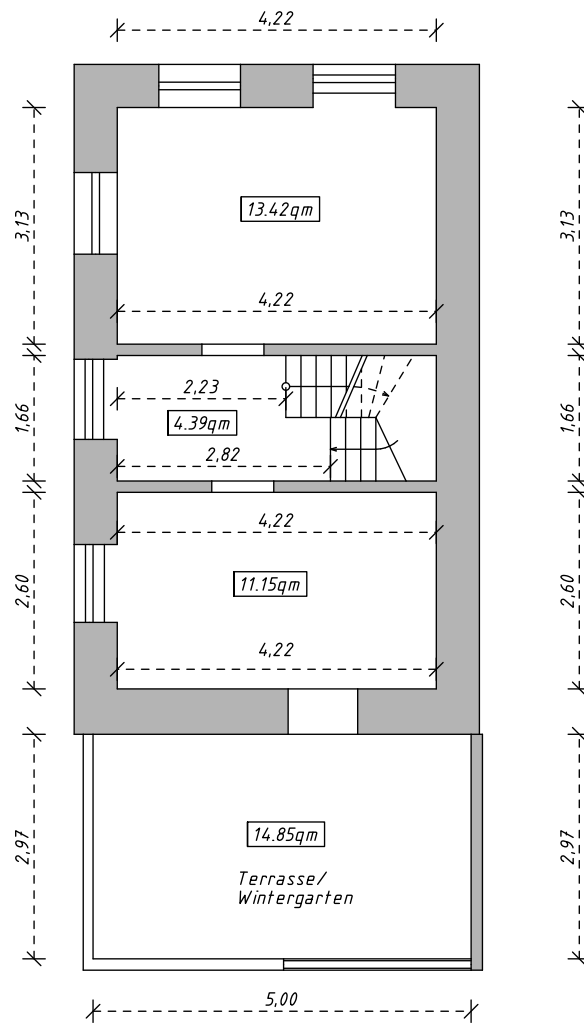 4,22
3,13
13.42qm
3,13
4,22
1,66
2,23
4.39qm
2,82
1,66
4,22
2,60
11.15qm
2,60
4,22
2,97
14.85qm
Terrasse/
Wintergarten
2,97
5,00